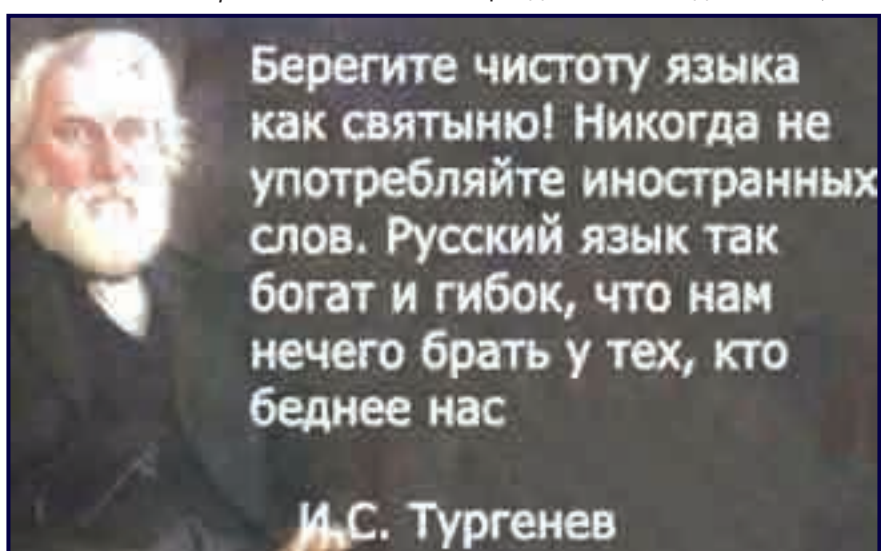 Берегите чистоту языка
как святыню! Никогда не
употребляйте иностранных
слов. Русский язык так
богат и гибок, что нам
нечего брать у тех, кто
беднее нас
И.С. Тургенев